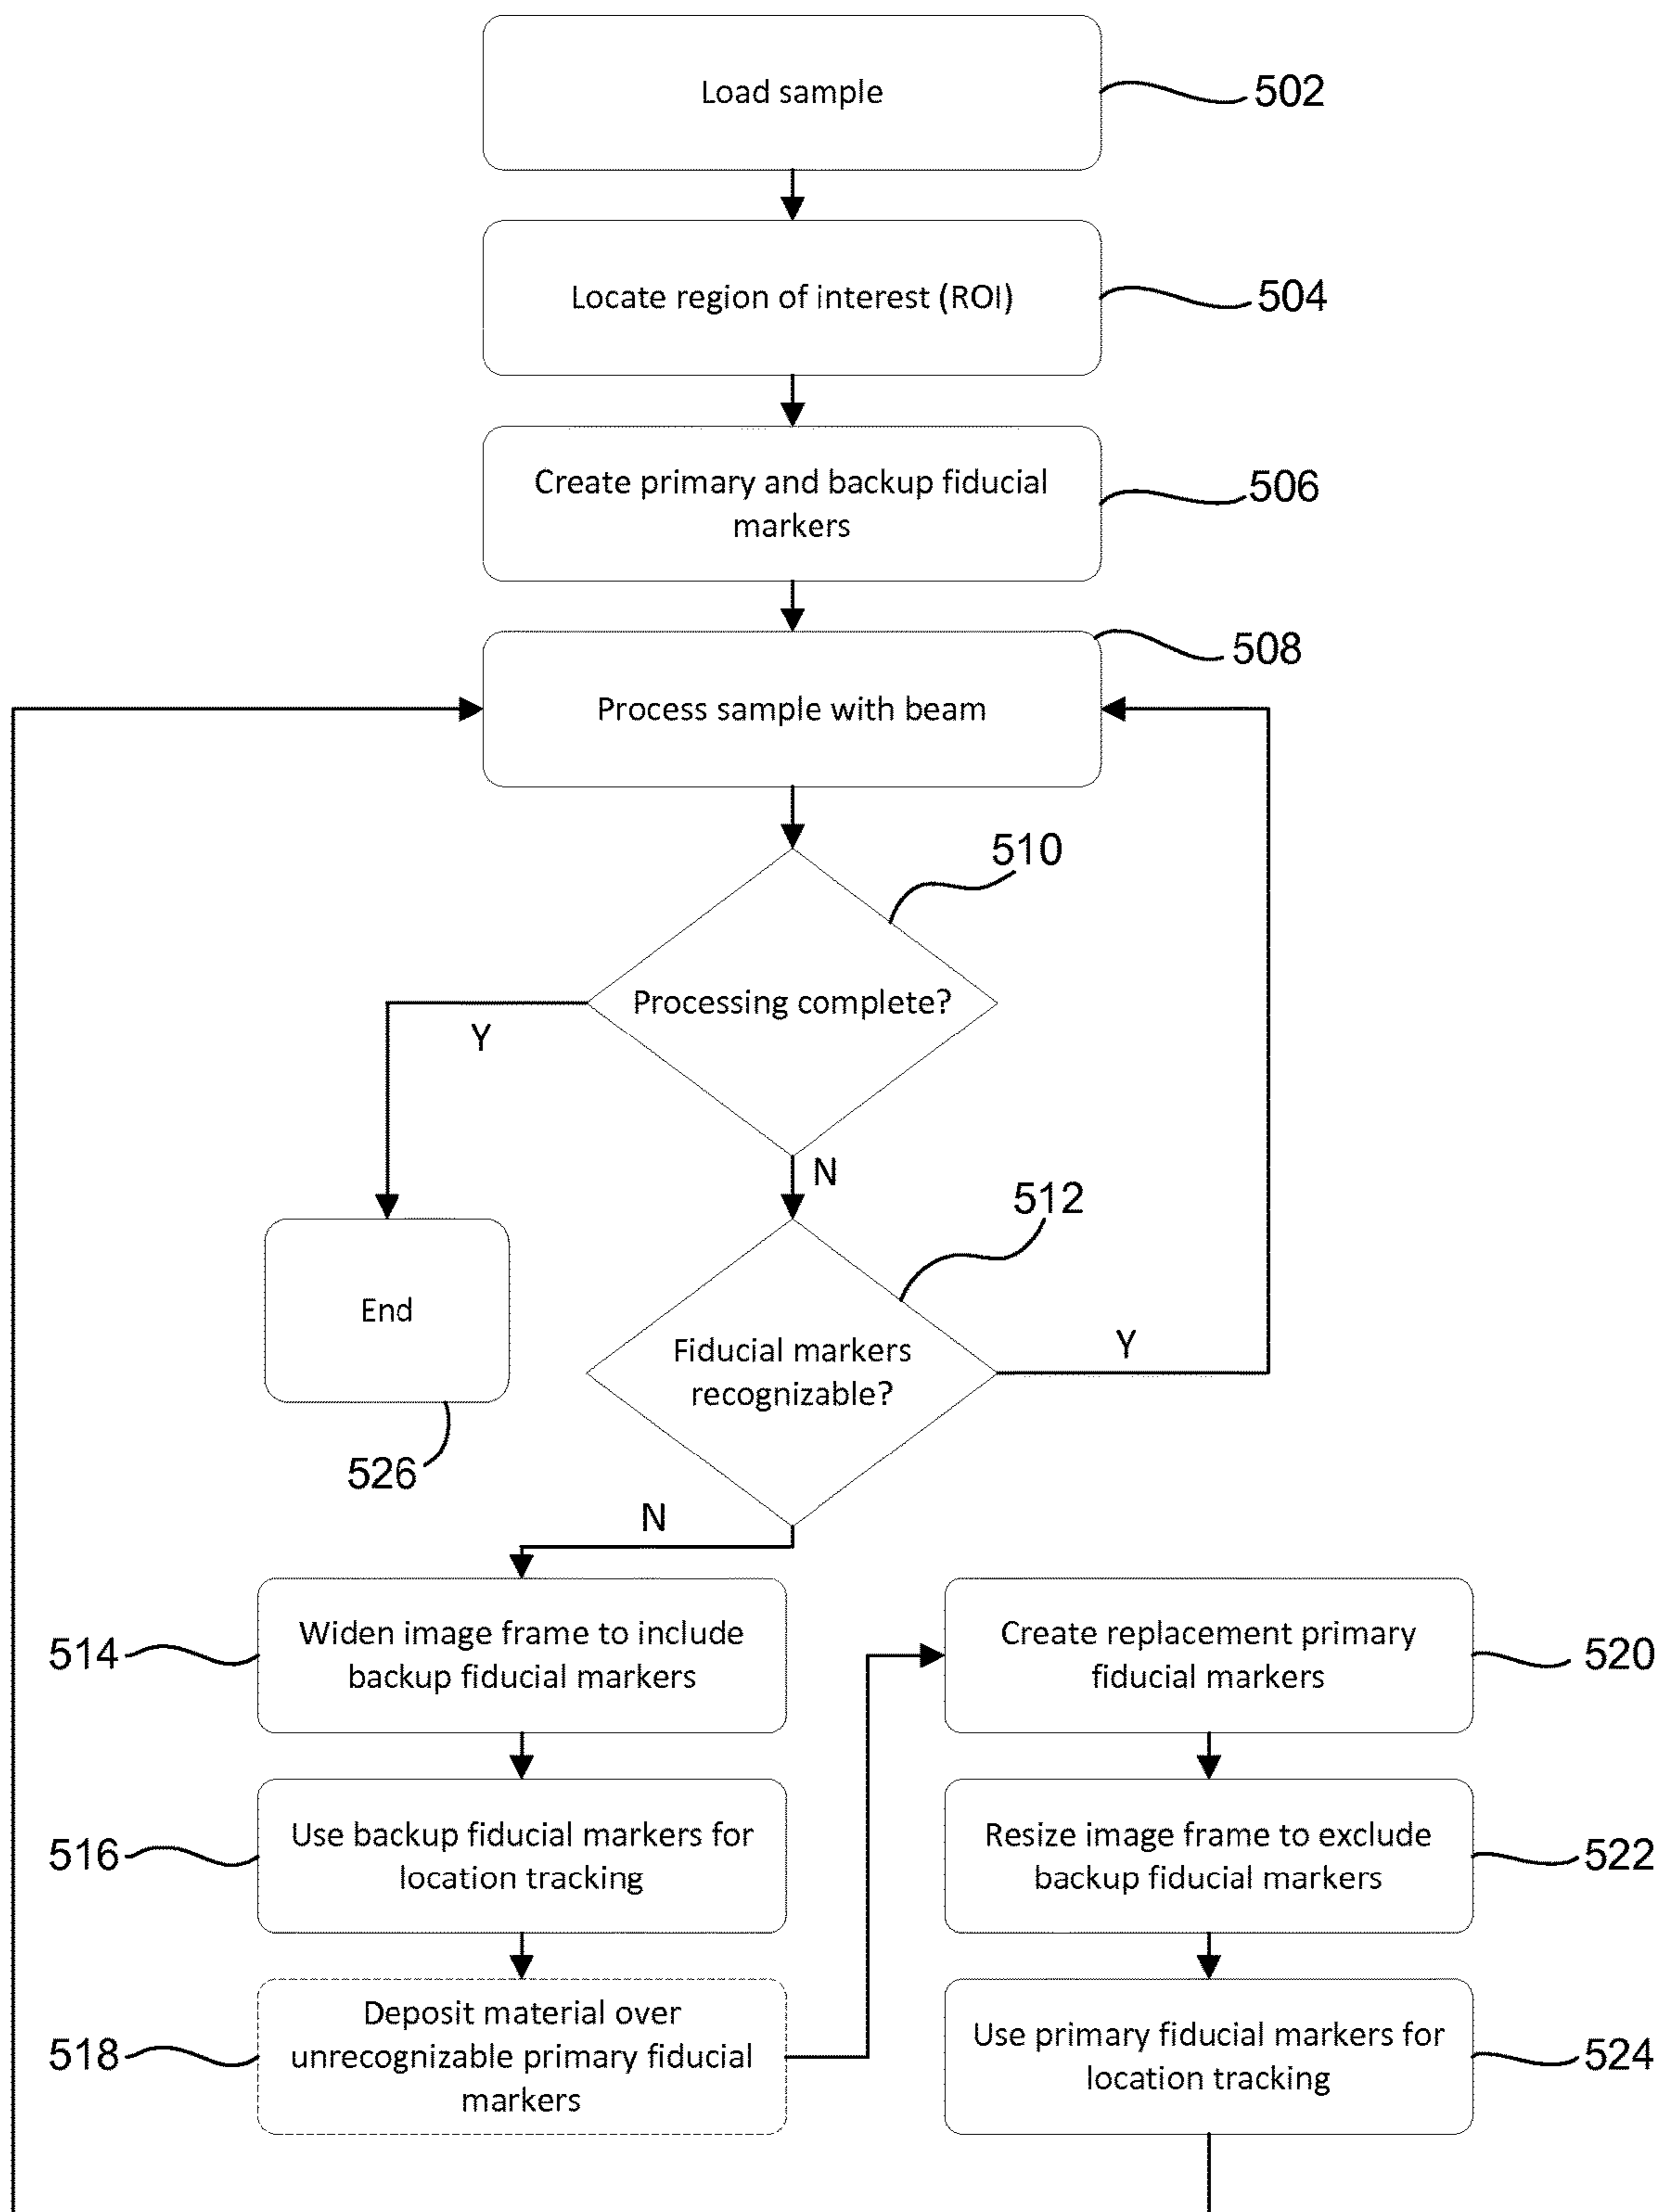 Load sample
502
Locate region of interest (ROI)
504
Create primary and backup fiducial
markers
506
508
Process sample with beam
510
Processing complete?
Y
N
512
End
Fiducial markers
recognizable?
Y
526
N
514
Widen image frame to include
backup fiducial markers
Create replacement primary
fiducial markers
520
516
Use backup fiducial markers for
location tracking
Resize image frame to exclude
backup fiducial markers
522
518
Deposit material over
unrecognizable primary fiducial
markers
Use primary fiducial markers for
location tracking
524